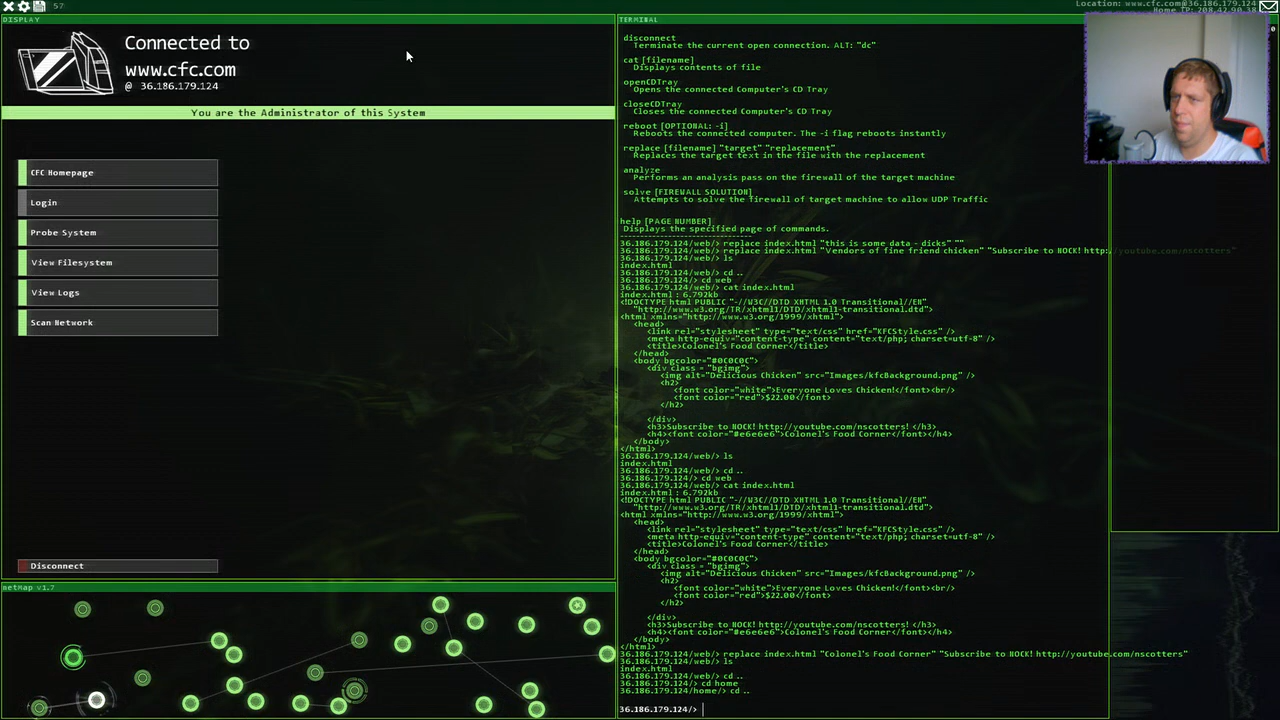 57
Location: www.cfc.com@36.186.179.124
Home IP: 208.42.90.38
DISPLAY
Connected to
www.cfc.com
@ 36.186.179.124
You are the Administrator of this System
CFC Homepage
Login
Probe System
View Filesystem
View Logs
Scan Network
Disconnect
netMap v1.7
TERMINAL
disconnect
Terminate the current open connection. ALT: "dc"
cat [filename]
Displays contents of file
openCDTray
Opens the connected Computer's CD Tray
closeCDTray
Closes the connected Computer's CD Tray
reboot [OPTIONAL: -i]
Reboots the connected computer. The -i flag reboots instantly
replace [filename] "target" "replacement"
Replaces the target text in the file with the replacement
analyze
Performs an analysis pass on the firewall of the target machine
solve [FIREWALL SOLUTION]
Attempts to solve the firewall of target machine to allow UDP Traffic
help [PAGE NUMBER]
Displays the specified page of commands.
36.186.179.124/web/> replace index.html "this is some data - dicks" ""
36.186.179.124/web/> replace index.html "Vendors of fine friend chicken" "Subscribe to NOCK! http://youtube.com/nscotters"
36.186.179.124/web/> ls
index.html
36.186.179.124/web/> cd ..
36.186.179.124/> cd web
36.186.179.124/web/> cat index.html
index.html : 6.792kb
<!DOCTYPE html PUBLIC "-//W3C//DTD XHTML 1.0 Transitional//EN"
"http://www.w3.org/TR/xhtml1/DTD/xhtml1-transitional.dtd">
<html xmlns="http://www.w3.org/1999/xhtml">
<head>
<link rel="stylesheet" type="text/css" href="KFCStyle.css" />
<meta http-equiv="content-type" content="text/php; charset=utf-8" />
<title>Colonel's Food Corner</title>
</head>
<body bgcolor="#0C0C0C">
<div class = "bgimg">
<img alt="Delicious Chicken" src="Images/kfcBackground.png" />
<h2>
<font color="white">Everyone Loves Chicken!</font><br/>
<font color="red">$22.00</font>
</h2>
</div>
<h3>Subscribe to NOCK! http://youtube.com/nscotters! </h3>
<h4><font color="#e6e6e6">Colonel's Food Corner</font></h4>
</body>
</html>
36.186.179.124/web/> ls
index.html
36.186.179.124/web/> cd ..
36.186.179.124/> cd web
36.186.179.124/web/> cat index.html
index.html : 6.792kb
<!DOCTYPE html PUBLIC "-//W3C//DTD XHTML 1.0 Transitional//EN"
"http://www.w3.org/TR/xhtml1/DTD/xhtml1-transitional.dtd">
<html xmlns="http://www.w3.org/1999/xhtml">
<head>
<link rel="stylesheet" type="text/css" href="KFCStyle.css" />
<meta http-equiv="content-type" content="text/php; charset=utf-8" />
<title>Colonel's Food Corner</title>
</head>
<body bgcolor="#0C0C0C">
<div class = "bgimg">
<img alt="Delicious Chicken" src="Images/kfcBackground.png" />
<h2>
<font color="white">Everyone Loves Chicken!</font><br/>
<font color="red">$22.00</font>
</h2>
</div>
<h3>Subscribe to NOCK! http://youtube.com/nscotters! </h3>
<h4><font color="#e6e6e6">Colonel's Food Corner</font></h4>
</body>
</html>
36.186.179.124/web/> replace index.html "Colonel's Food Corner" "Subscribe to NOCK! http://youtube.com/nscotters"
36.186.179.124/web/> ls
index.html
36.186.179.124/web/> cd ..
36.186.179.124/> cd home
36.186.179.124/home/> cd ..
36.186.179.124/>